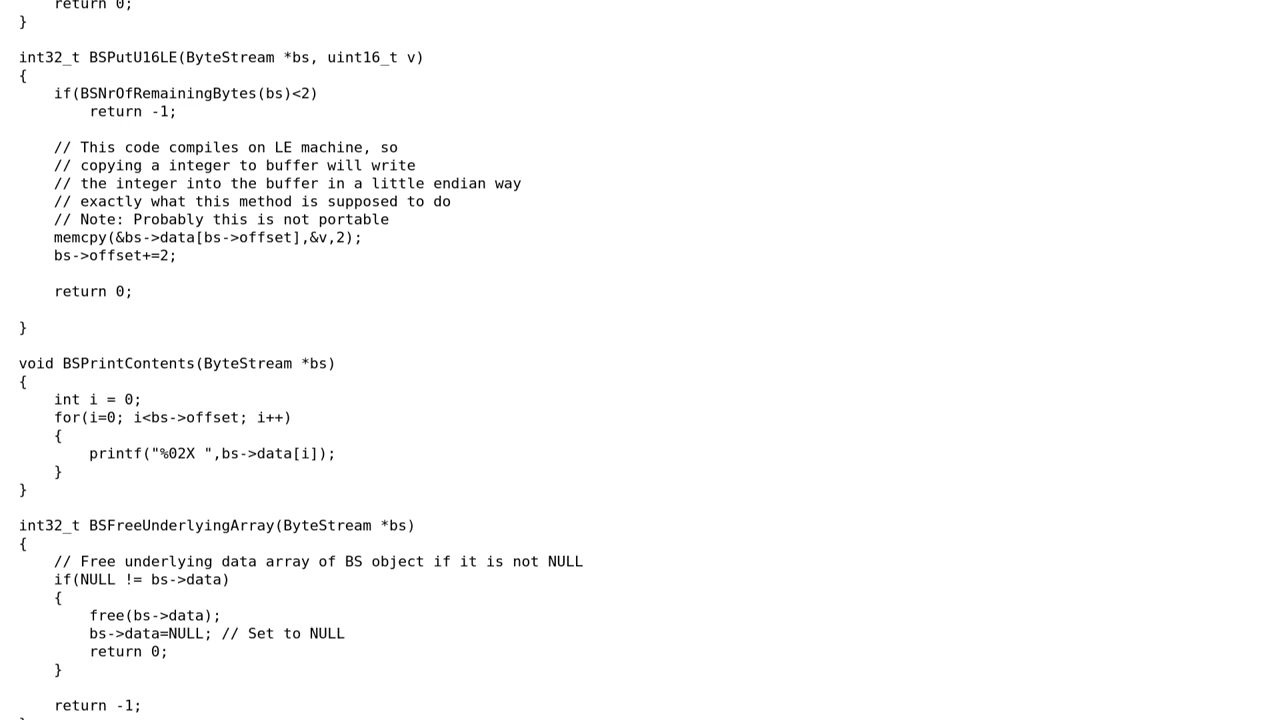 return 0;
}

int32_t BSPutU16LE(ByteStream *bs, uint16_t v)
{
    if(BSNrOfRemainingBytes(bs)<2)
        return -1;

    // This code compiles on LE machine, so
    // copying a integer to buffer will write
    // the integer into the buffer in a little endian way
    // exactly what this method is supposed to do
    // Note: Probably this is not portable
    memcpy(&bs->data[bs->offset],&v,2);
    bs->offset+=2;

    return 0;

}

void BSPrintContents(ByteStream *bs)
{
    int i = 0;
    for(i=0; i<bs->offset; i++)
    {
        printf("%02X ",bs->data[i]);
    }
}

int32_t BSFreeUnderlyingArray(ByteStream *bs)
{
    // Free underlying data array of BS object if it is not NULL
    if(NULL != bs->data)
    {
        free(bs->data);
        bs->data=NULL; // Set to NULL
        return 0;
    }

    return -1;
}